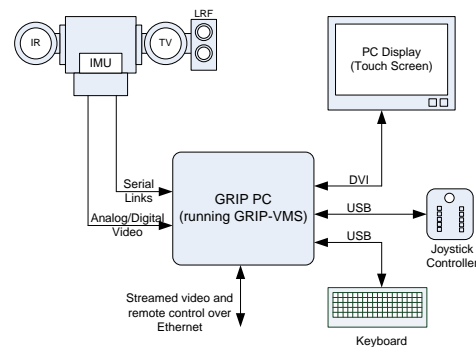 LRF
IR
TV
IMU
PC Display
(Touch Screen)
Serial
Links
Analog/Digital
Video
GRIP PC
(running GRIP-VMS)
DVI
USB
USB
Joystick
Controller
Streamed video and
remote control over
Ethernet
Keyboard